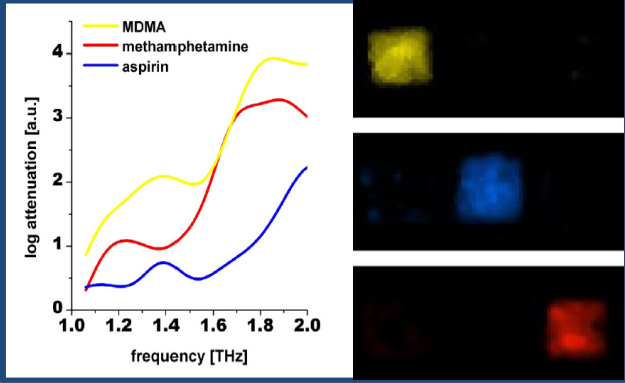 MDMA
methamphetamine
aspirin
log attenuation [a.u.]
4
3
2
1
0
1.0 1.2 1.4 1.6 1.8 2.0
frequency [THz]